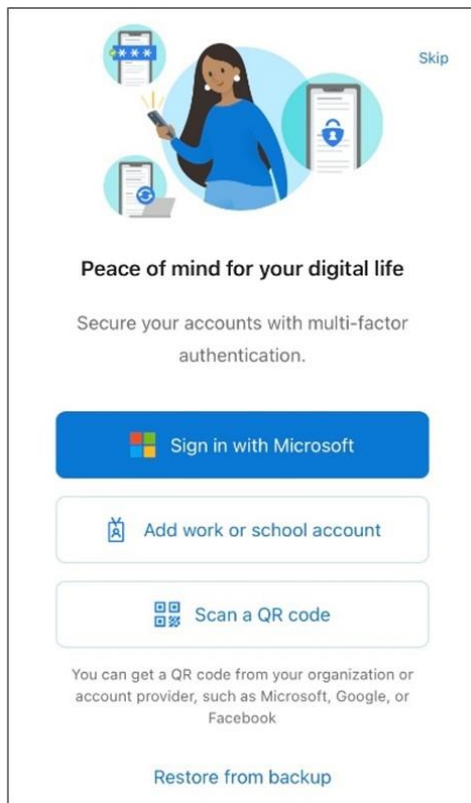 Skip
****
Peace of mind for your digital life
Secure your accounts with multi-factor
authentication.
Sign in with Microsoft
Add work or school account
Scan a QR code
You can get a QR code from your organization or
account provider, such as Microsoft, Google, or
Facebook
Restore from backup